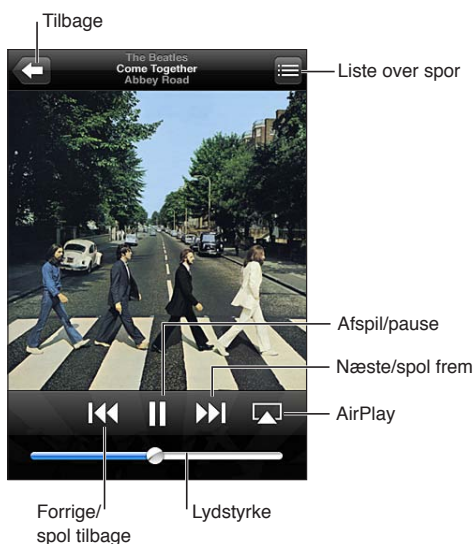 Tilbage
The Beatles
Come Together
Abbey Road
Liste over spor
Afspil/pause
Næste/spol frem
AirPlay
Forrige/
spol tilbage
Lydstyrke